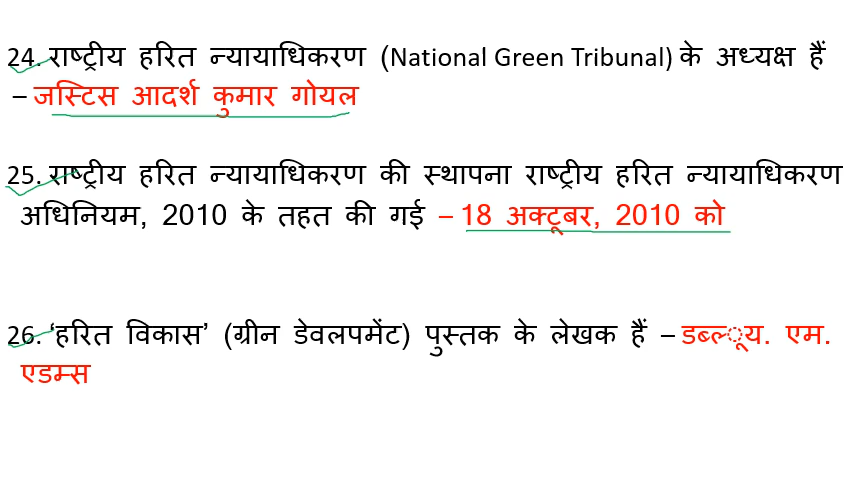 24. राष्ट्रीय हरित न्यायाधिकरण (National Green Tribunal) के अध्यक्ष हैं
– जस्टिस आदर्श कुमार गोयल
25. राष्ट्रीय हरित न्यायाधिकरण की स्थापना राष्ट्रीय हरित न्यायाधिकरण
अधिनियम, 2010 के तहत की गई – 18 अक्टूबर, 2010 को
26. ‘हरित विकास’ (ग्रीन डेवलपमेंट) पुस्तक के लेखक हैं – डब्ल्ूय. एम.
एडम्स